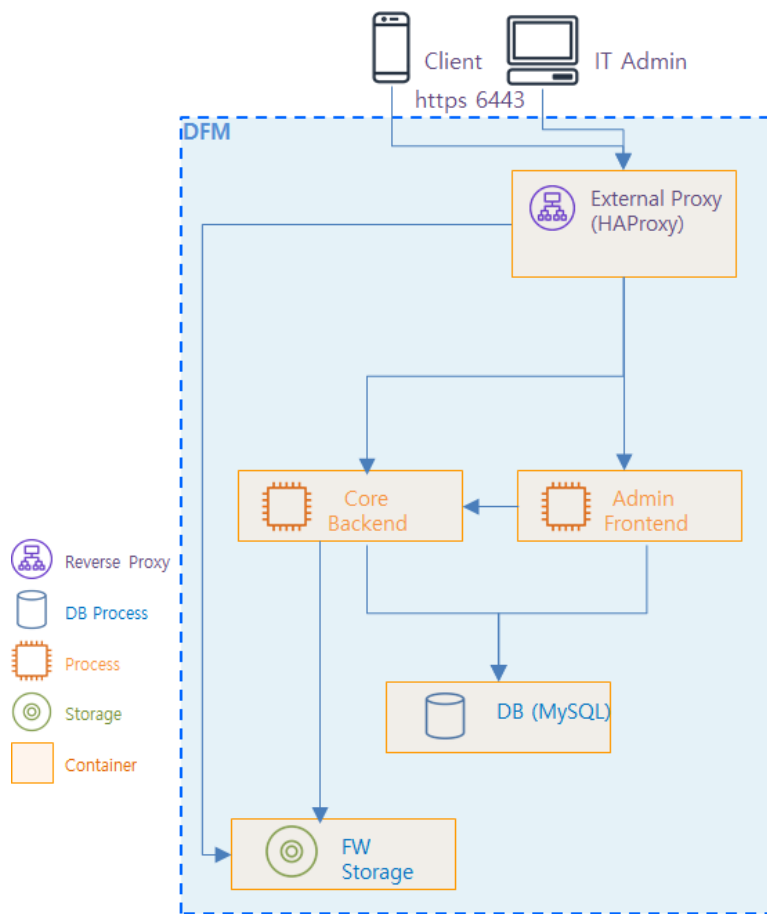 Client
IT Admin
https 6443
DFM
External Proxy
(HAProxy)
Core
Backend
Admin
Frontend
Reverse Proxy
DB Process
Process
Storage
Container
DB (MySQL)
FW
Storage